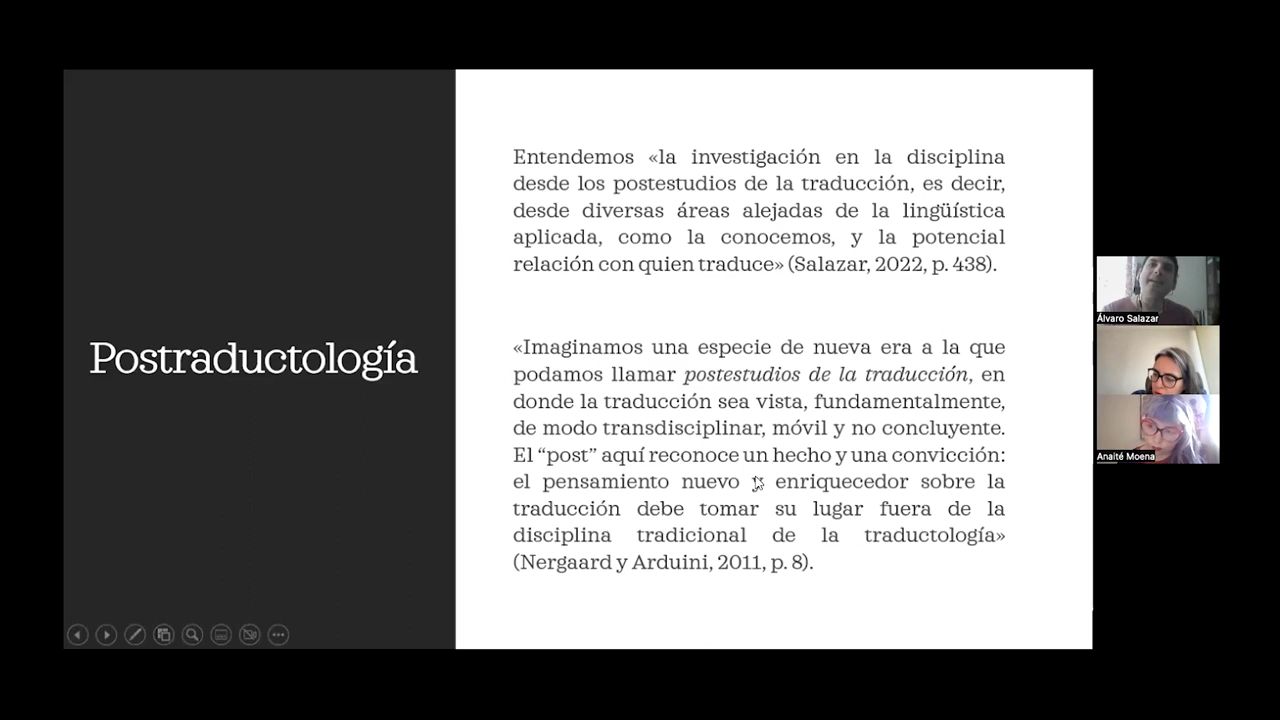 Postraductología
Entendemos «la investigación en la disciplina
desde los postestudios de la traducción, es decir,
desde diversas áreas alejadas de la lingüística
aplicada, como la conocemos, y la potencial
relación con quien traduce» (Salazar, 2022, p. 438).
«Imaginamos una especie de nueva era a la que
podamos llamar postestudios de la traducción, en
donde la traducción sea vista, fundamentalmente,
de modo transdisciplinar, móvil y no concluyente.
El “post” aquí reconoce un hecho y una convicción:
el pensamiento nuevo y enriquecedor sobre la
traducción debe tomar su lugar fuera de la
disciplina tradicional de la traductología»
(Nergaard y Arduini, 2011, p. 8).
Álvaro Salazar
Anaité Moena